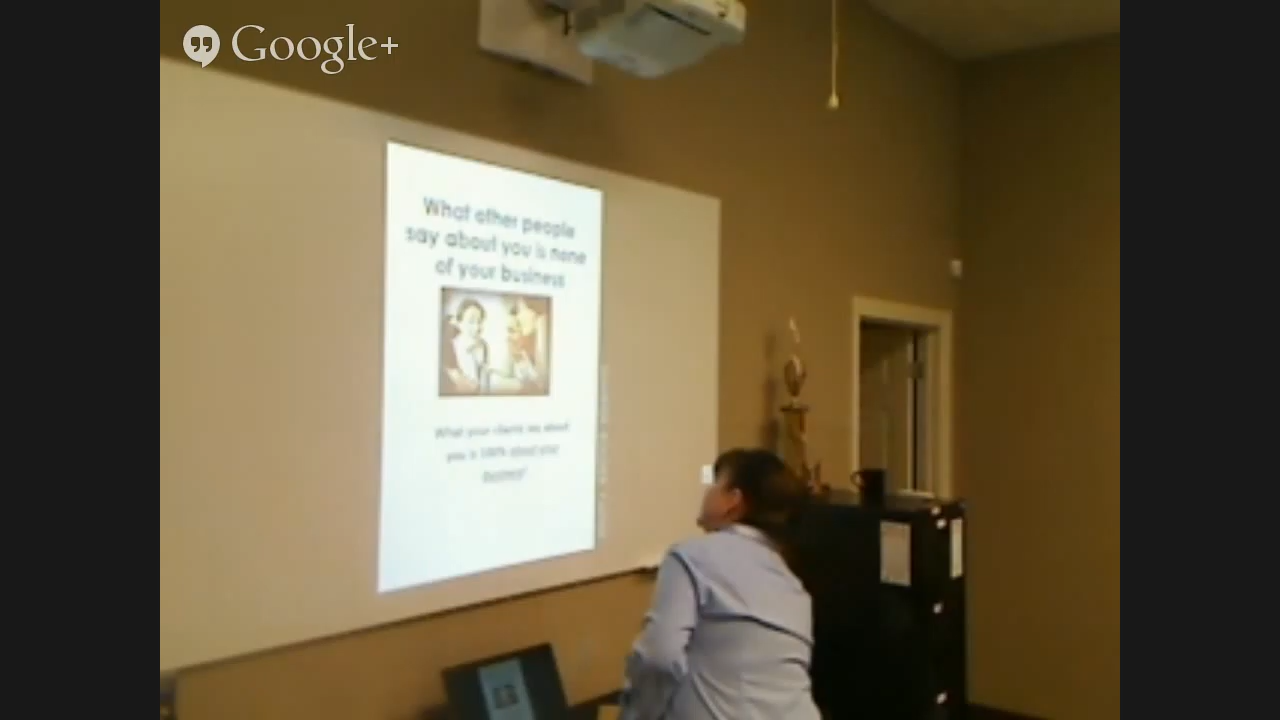 Google+
What other people
say about you is none
of your business
What your clients say about
you is 100% about your
business!